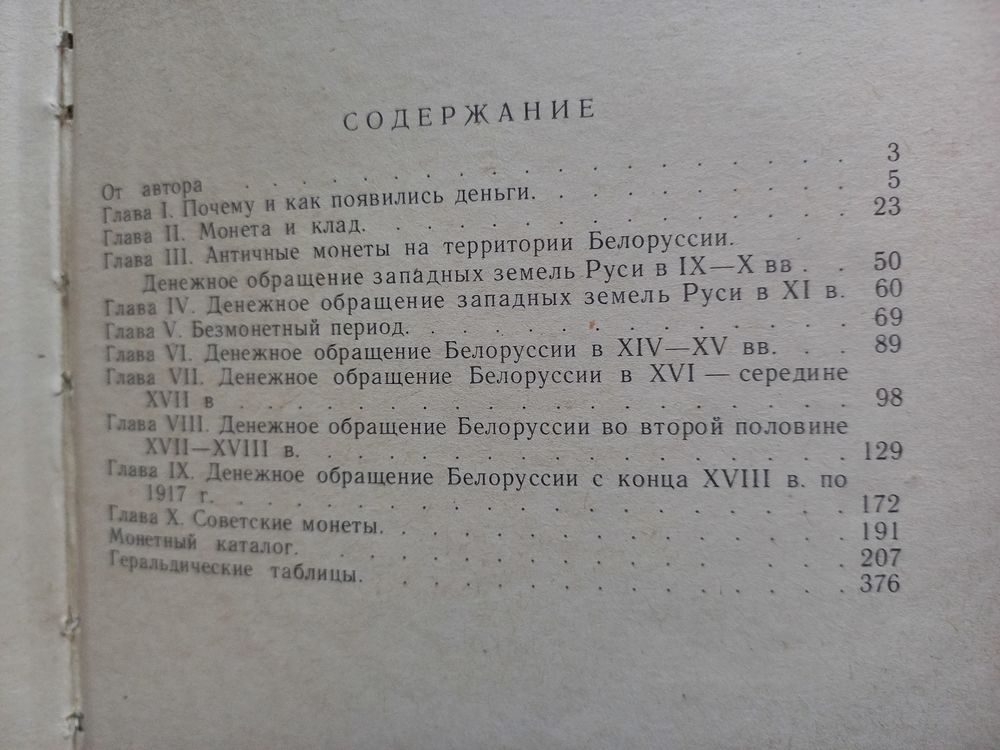 СОДЕРЖАНИЕ
От автора . . . . . . . . . . . . . . . . 3
Глава I. Почему и как появились деньги. . . . . . . . . 5
Глава II. Монета и клад. . . . . . . . . . . . . . 23
Глава III. Античные монеты на территории Белоруссии.
Денежное обращение западных земель Руси в IX—X вв . . . 50
Глава IV. Денежное обращение западных земель Руси в XI в. 60
Глава V. Безмонетный период. . . . . . . . . . . . . 69
Глава VI. Денежное обращение Белоруссии в XIV—XV вв. . . 89
Глава VII. Денежное обращение Белоруссии в XVI — середине
XVII в . . . . . . . . . . . . . . . . . 98
Глава VIII. Денежное обращение Белоруссии во второй половине
XVII—XVIII в. . . . . . . . . . . . . . . 129
Глава IX. Денежное обращение Белоруссии с конца XVIII в. по
1917 г. . . . . . . . . . . . . . . . . 172
Глава X. Советские монеты. . . . . . . . . . . . . 191
Монетный каталог. . . . . . . . . . . . . . . 207
Геральдические таблицы. . . . . . . . . . . . . 376